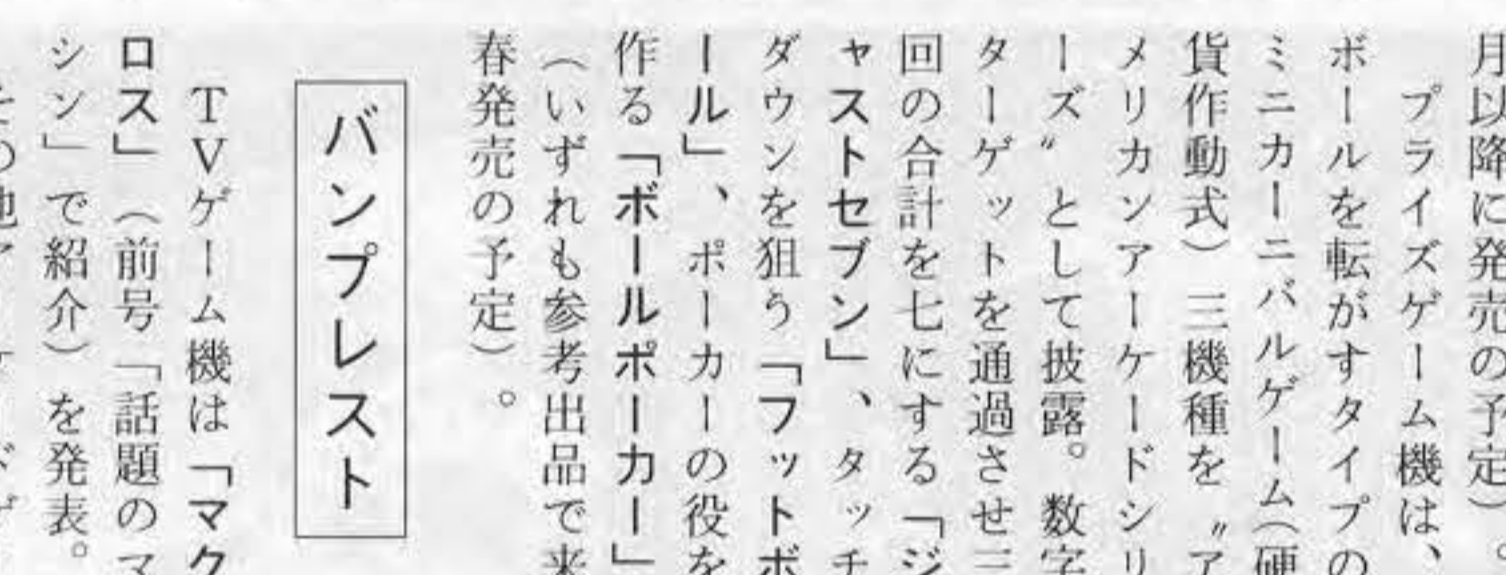 月以降に発売の予定）。
プライズゲーム機は、
ボールを転がすタイプの
ミニカーニバルゲーム（硬
貨作動式）三機種を〝ア
メリカンアーケードシリ
ーズ〟として披露。数字
ターゲットを通過させ三
回の合計を七にする「ジ
ャストセブン」、タッチ
ダウンを狙う「フットボ
ール」、ポーカーの役を
作る「ボールポーカー」
（いずれも参考出品で来
春発売の予定）。
バンプレスト
TVゲーム機は「マク
ロス」（前号「話題のマ
シン」で紹介）を発表。